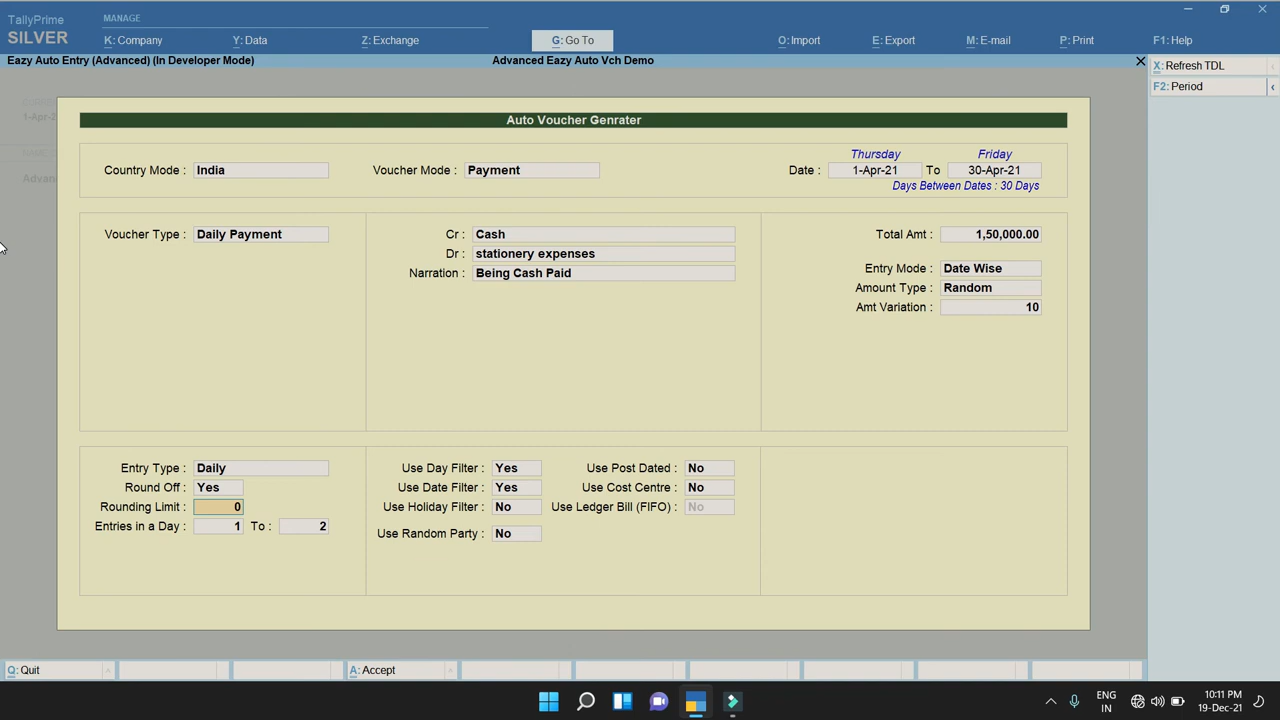 TallyPrime
MANAGE
SILVER
K: Company
Y: Data
Z: Exchange
G: Go To
O: Import
E: Export
M: E-mail
P: Print
F1: Help
Eazy Auto Entry (Advanced) (In Developer Mode)
Advanced Eazy Auto Vch Demo
X: Refresh TDL
F2: Period
Auto Voucher Genrater
Thursday
Friday
Country Mode : India
Voucher Mode : Payment
Date : 1-Apr-21 To 30-Apr-21
Days Between Dates : 30 Days
Voucher Type : Daily Payment
Cr : Cash
Dr : stationery expenses
Narration : Being Cash Paid
Total Amt : 1,50,000.00
Entry Mode : Date Wise
Amount Type : Random
Amt Variation : 10
Entry Type : Daily
Round Off : Yes
Rounding Limit : 0
Entries in a Day : 1 To : 2
Use Day Filter : Yes
Use Date Filter : Yes
Use Holiday Filter : No
Use Random Party : No
Use Post Dated : No
Use Cost Centre : No
Use Ledger Bill (FIFO) : No
Q: Quit
A: Accept
ENG
IN
10:11 PM
19-Dec-21